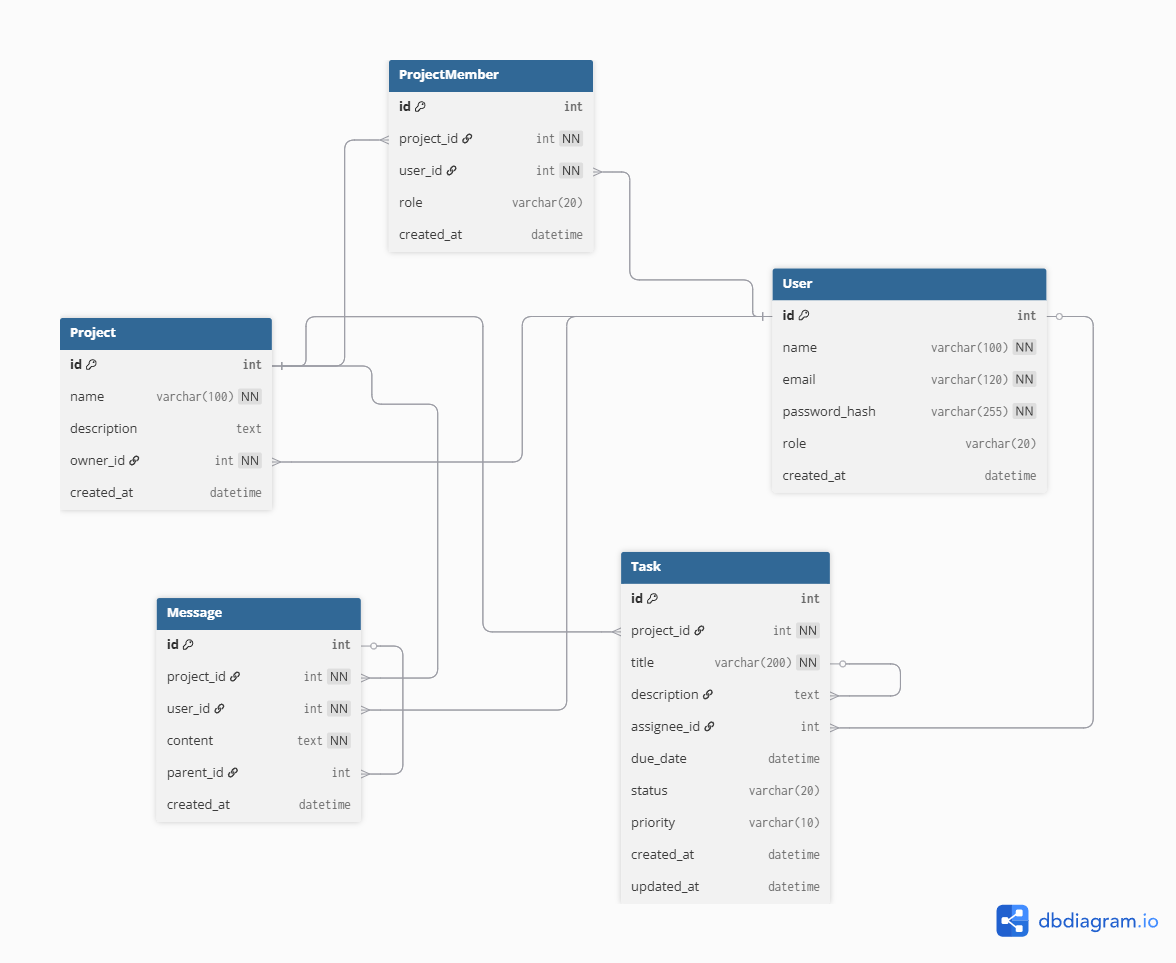 ProjectMember
id int
project_id int NN
user_id int NN
role varchar(20)
created_at datetime
User
id int
name varchar(100) NN
email varchar(120) NN
password_hash varchar(255) NN
role varchar(20)
created_at datetime
Project
id int
name varchar(100) NN
description text
owner_id int NN
created_at datetime
Task
id int
project_id int NN
title varchar(200) NN
description text
assignee_id int
due_date datetime
status varchar(20)
priority varchar(10)
created_at datetime
updated_at datetime
Message
id int
project_id int NN
user_id int NN
content text NN
parent_id int
created_at datetime
dbdiagram.io